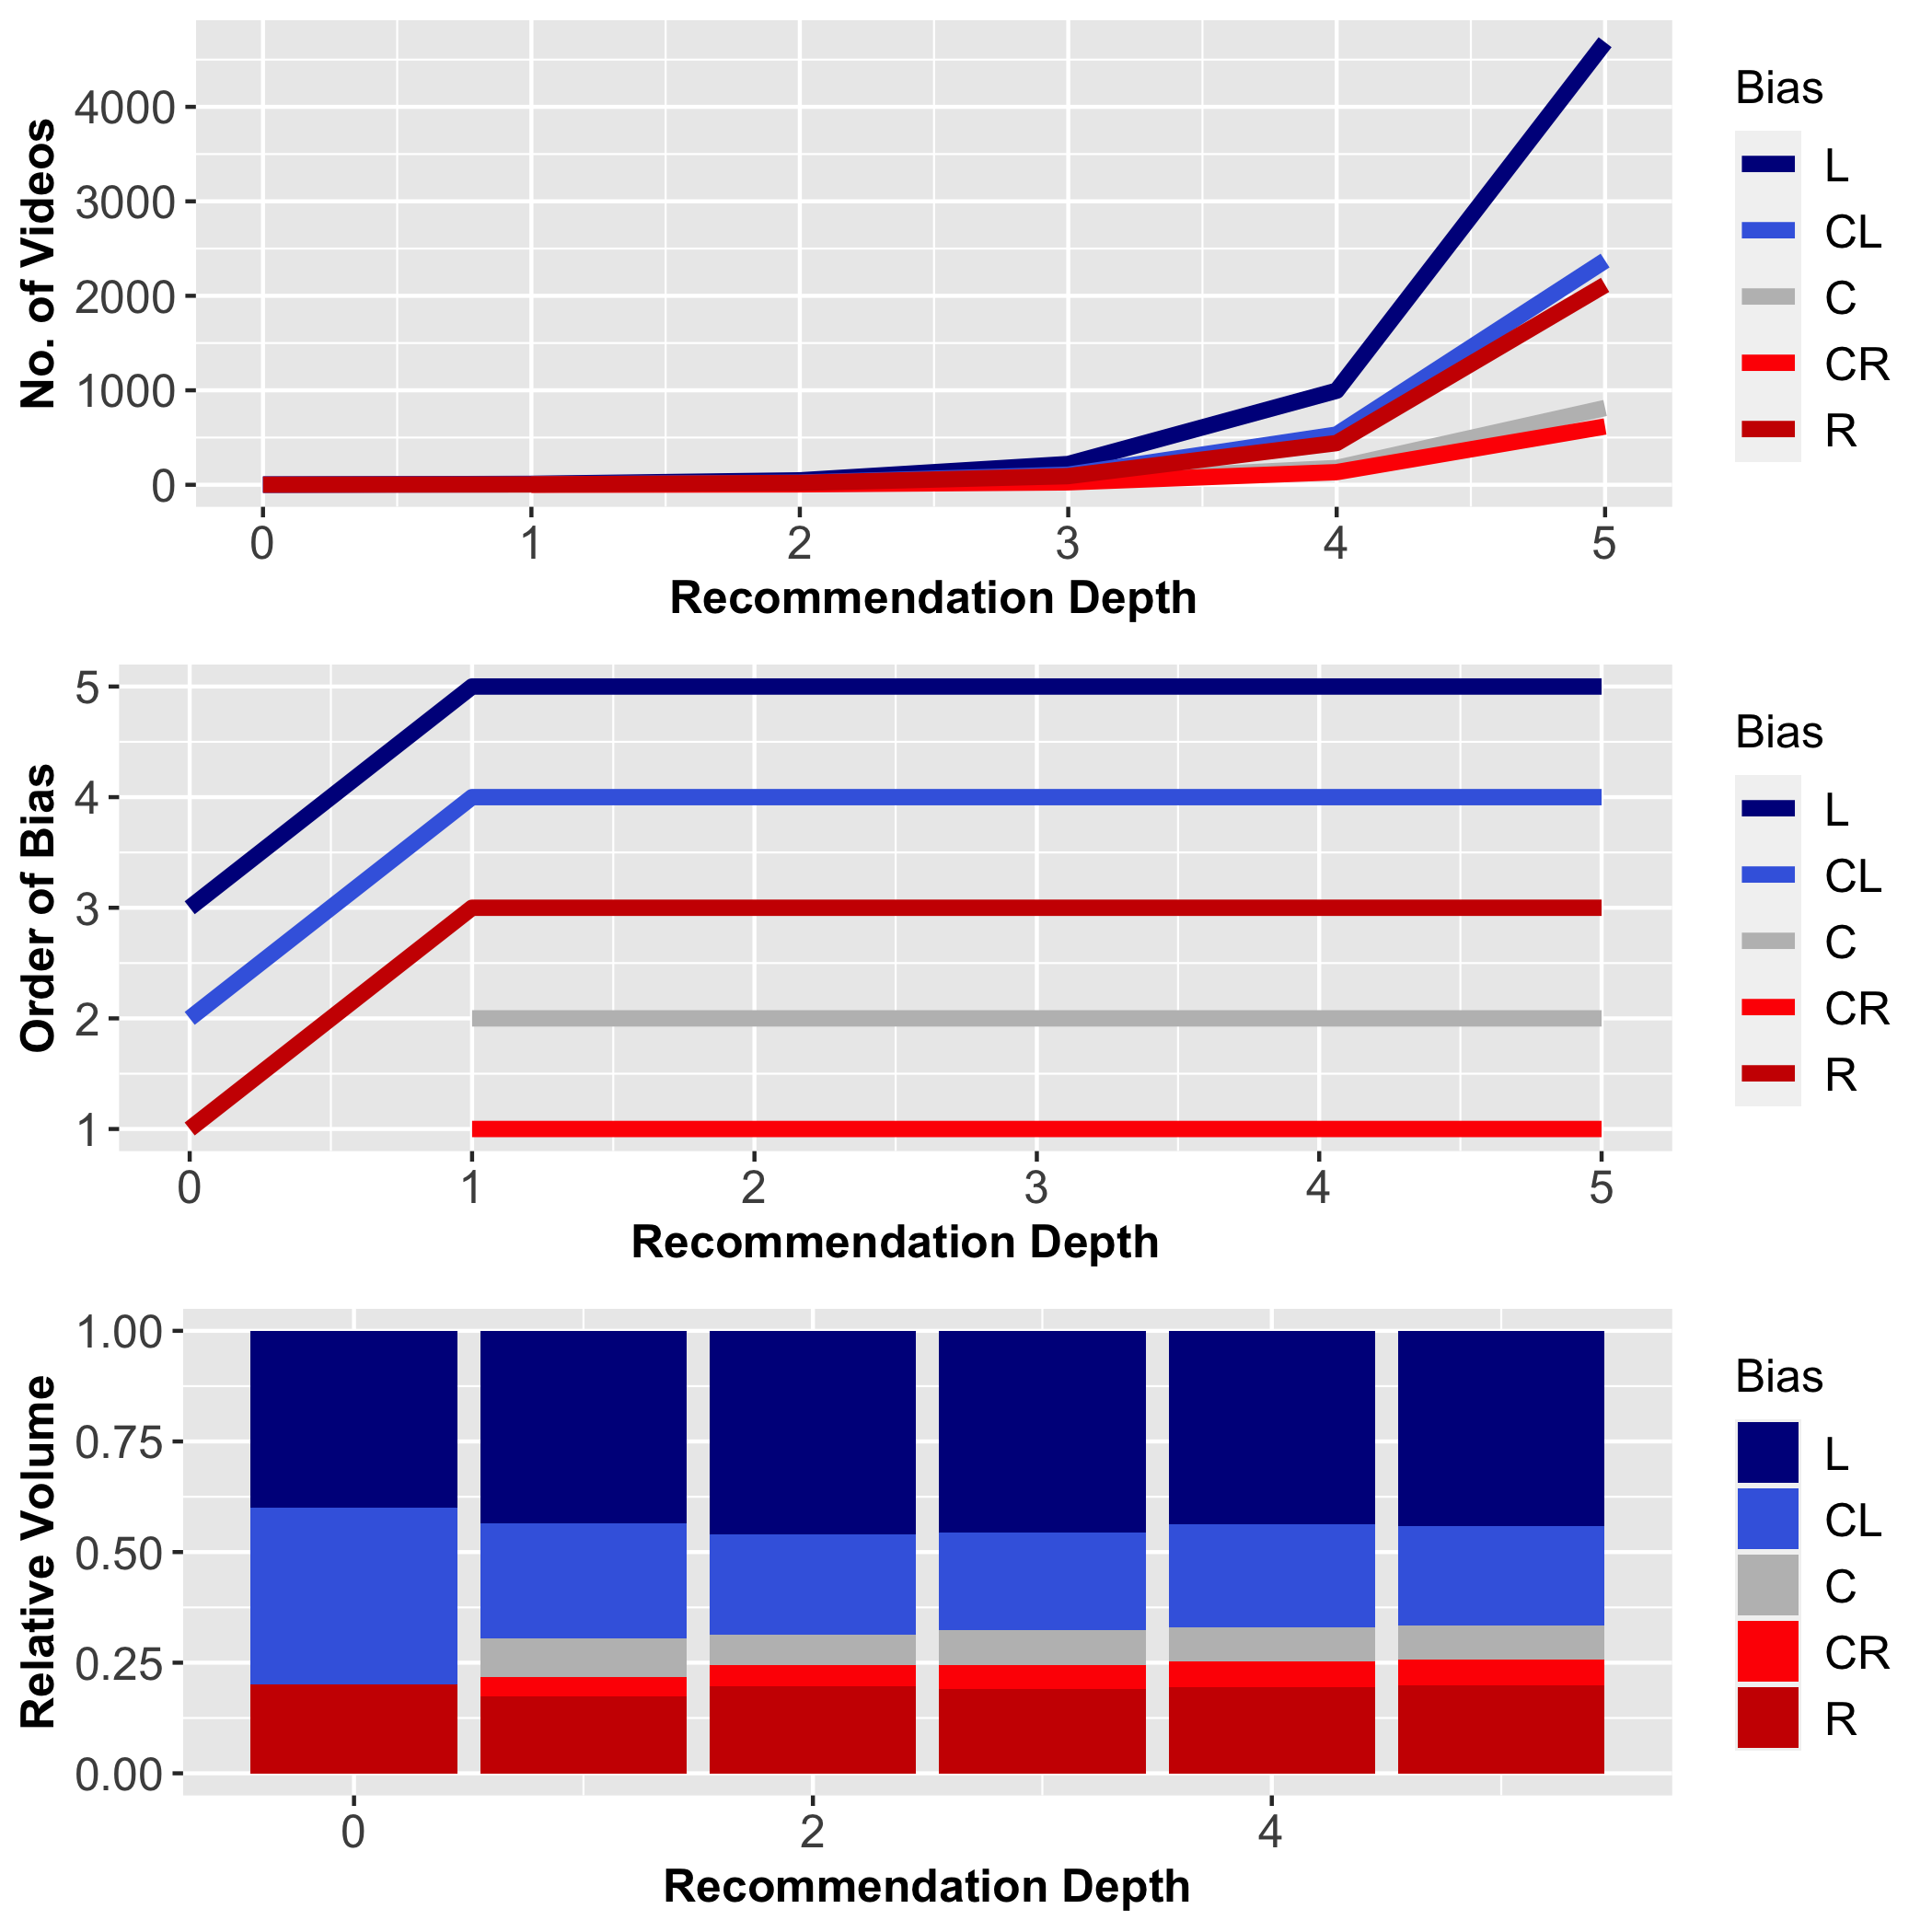 Bias
4000
3000
2000
1000
0
No. of Videos
L
CL
C
CR
R
0 1 2 3 4 5
Recommendation Depth
Bias
5
4
3
2
1
Order of Bias
L
CL
C
CR
R
0 1 2 3 4 5
Recommendation Depth
Bias
1.00
0.75
0.50
0.25
0.00
Relative Volume
L
CL
C
CR
R
0 2 4
Recommendation Depth